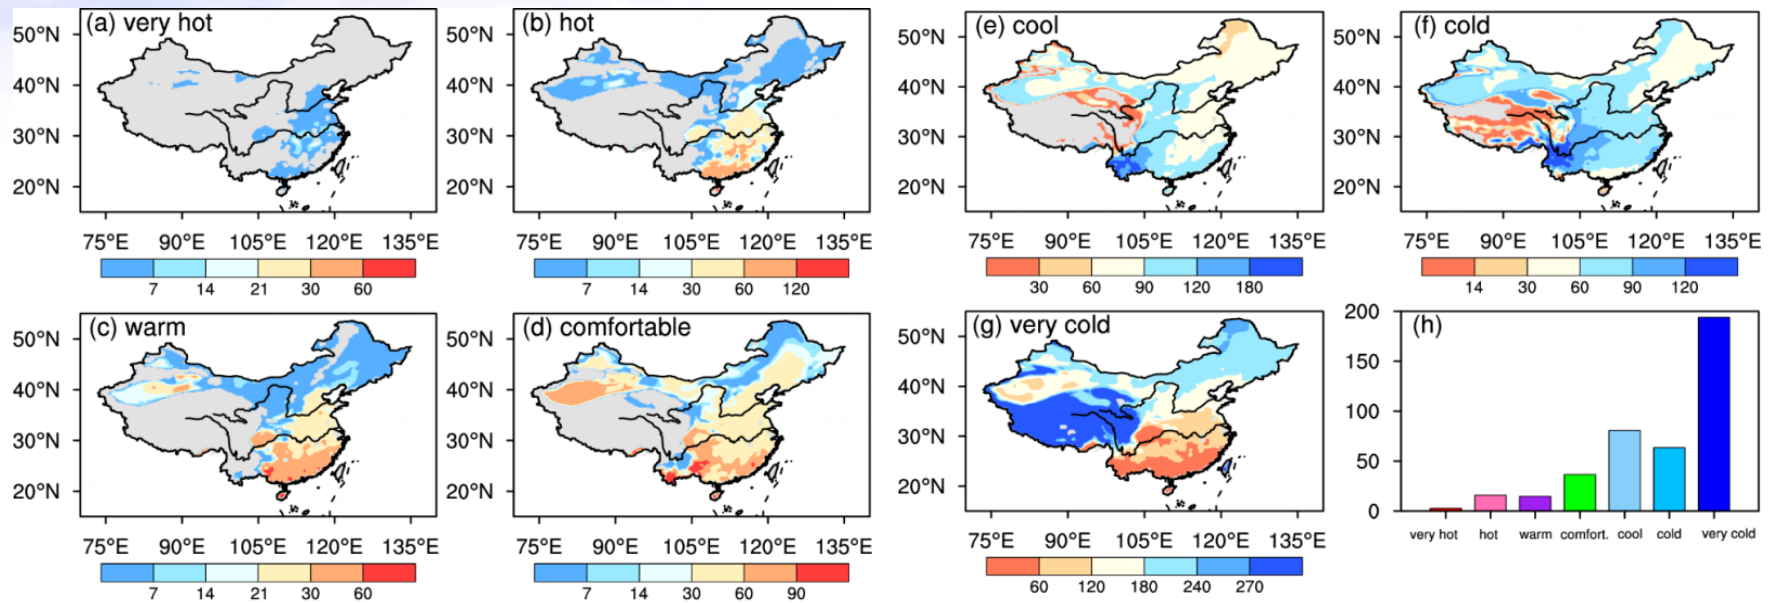 (a) very hot
50°N
40°N
30°N
20°N
75°E 90°E 105°E 120°E 135°E
7 14 21 30 60
(b) hot
50°N
40°N
30°N
20°N
75°E 90°E 105°E 120°E 135°E
7 14 30 60 120
(e) cool
50°N
40°N
30°N
20°N
75°E 90°E 105°E 120°E 135°E
30 60 90 120 180
(f) cold
50°N
40°N
30°N
20°N
75°E 90°E 105°E 120°E 135°E
14 30 60 90 120
(c) warm
50°N
40°N
30°N
20°N
75°E 90°E 105°E 120°E 135°E
7 14 21 30 60
(d) comfortable
50°N
40°N
30°N
20°N
75°E 90°E 105°E 120°E 135°E
7 14 30 60 90
(g) very cold
50°N
40°N
30°N
20°N
75°E 90°E 105°E 120°E 135°E
60 120 180 240 270
(h)
200
150
100
50
0
very hot hot warm comfort. cool cold very cold